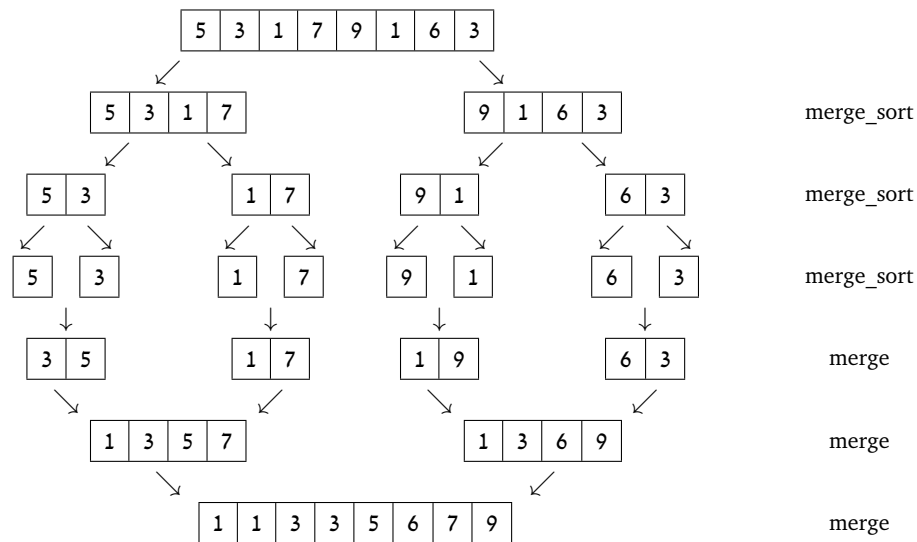 5 3 1 7 9 1 6 3
5 3 1 7 9 1 6 3 merge_sort
5 3 1 7 9 1 6 3 merge_sort
5 3 1 7 9 1 6 3 merge_sort
3 5 1 7 1 9 6 3 merge
1 3 5 7 1 3 6 9 merge
1 1 3 3 5 6 7 9 merge